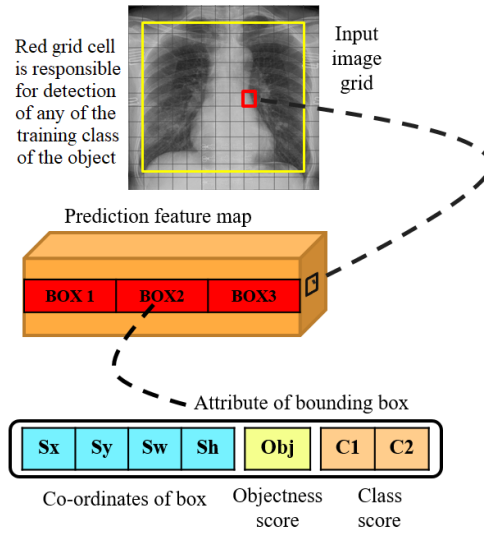 Red grid cell
is responsible
for detection
of any of the
training class
of the object
Input
image
grid
Prediction feature map
BOX 1 BOX2 BOX3
Attribute of bounding box
Sx Sy Sw Sh Obj C1 C2
Co-ordinates of box
Objectness
score
Class
score